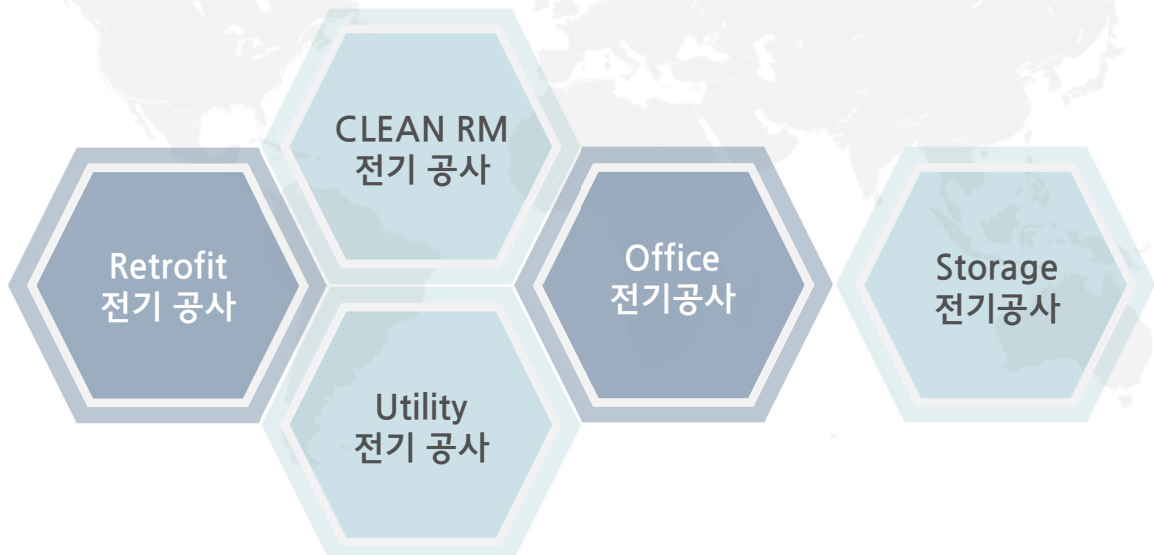 CLEAN RM
전기 공사
Retrofit
전기 공사
Office
전기공사
Storage
전기공사
Utility
전기 공사